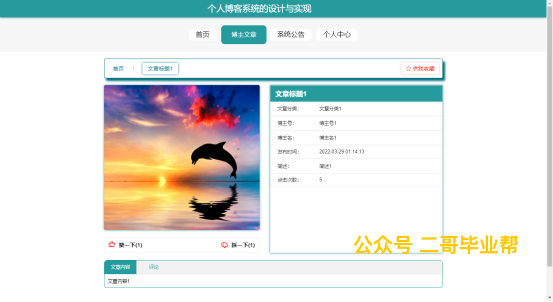 个人博客系统的设计与实现
首页 博主文章 系统公告 个人中心
首页 / 文章标题1 ☆ 点我收藏
文章标题1
文章分类: 文章分类1
博主号: 博主号1
博主名: 博主名1
发布时间: 2022-03-29 01:14:13
简述: 简述1
点击次数: 5
赞一下(1) 踩一下(1)
公众号 二哥毕业帮
文章内容 评论
文章内容1